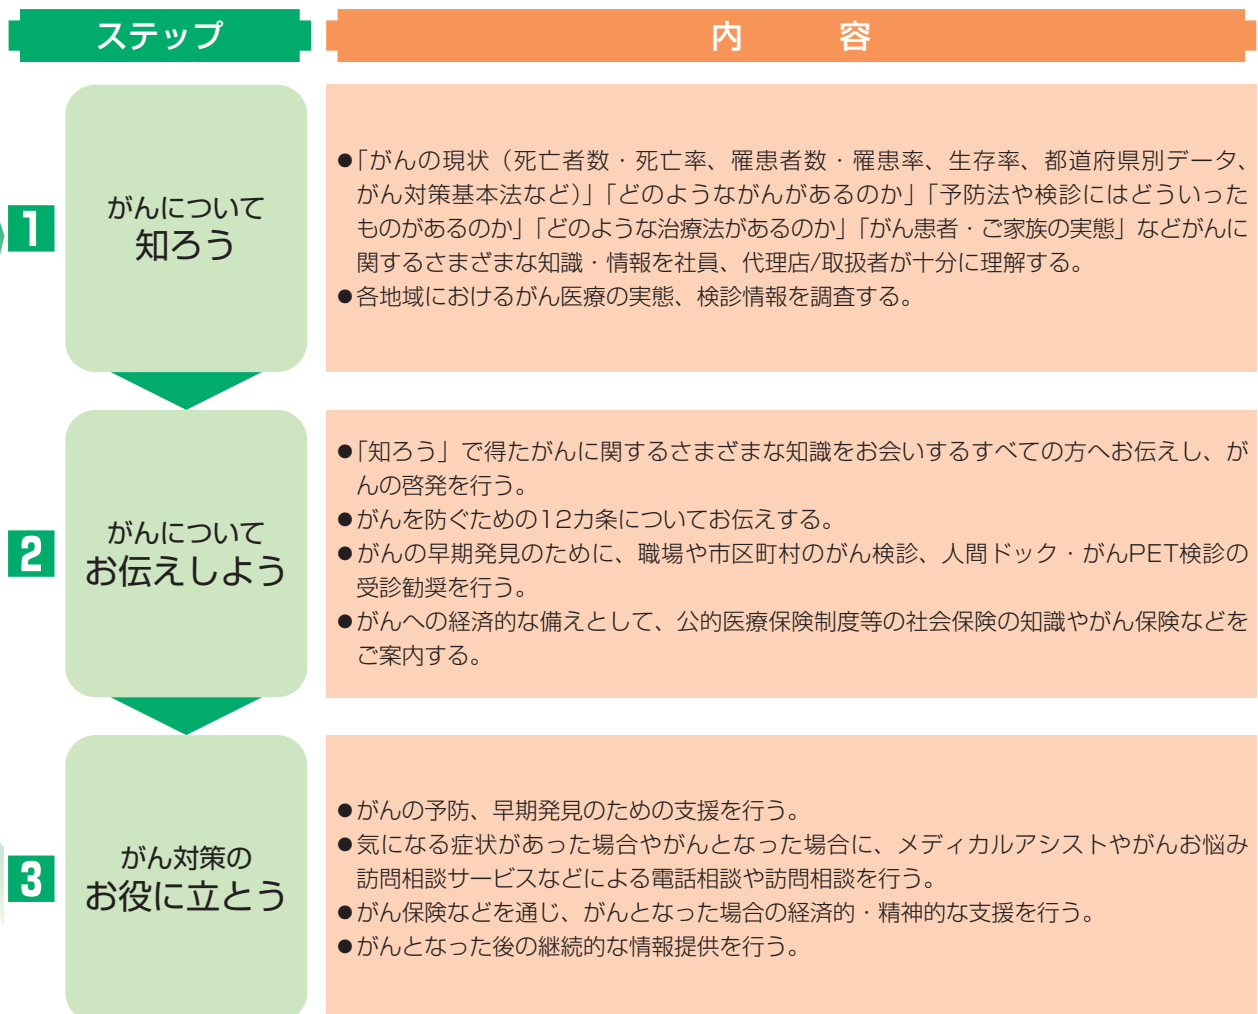 ステップ
内容
1
がんについて
知ろう
●「がんの現状（死亡者数・死亡率、罹患者数・罹患率、生存率、都道府県別データ、
がん対策基本法など）」「どのようながんがあるのか」「予防法や検診にはどういった
ものがあるのか」「どのような治療法があるのか」「がん患者・ご家族の実態」などがんに
関するさまざまな知識・情報を社員、代理店/取扱者が十分に理解する。
●各地域におけるがん医療の実態、検診情報を調査する。
2
がんについて
お伝えしよう
●「知ろう」で得たがんに関するさまざまな知識をお会いするすべての方へお伝えし、が
んの啓発を行う。
●がんを防ぐための12カ条についてお伝えする。
●がんの早期発見のために、職場や市区町村のがん検診、人間ドック・がんPET検診の
受診勧奨を行う。
●がんへの経済的な備えとして、公的医療保険制度等の社会保険の知識やがん保険などを
ご案内する。
3
がん対策の
お役に立とう
●がんの予防、早期発見のための支援を行う。
●気になる症状があった場合やがんとなった場合に、メディカルアシストやがんお悩み
訪問相談サービスなどによる電話相談や訪問相談を行う。
●がん保険などを通じ、がんとなった場合の経済的・精神的な支援を行う。
●がんとなった後の継続的な情報提供を行う。